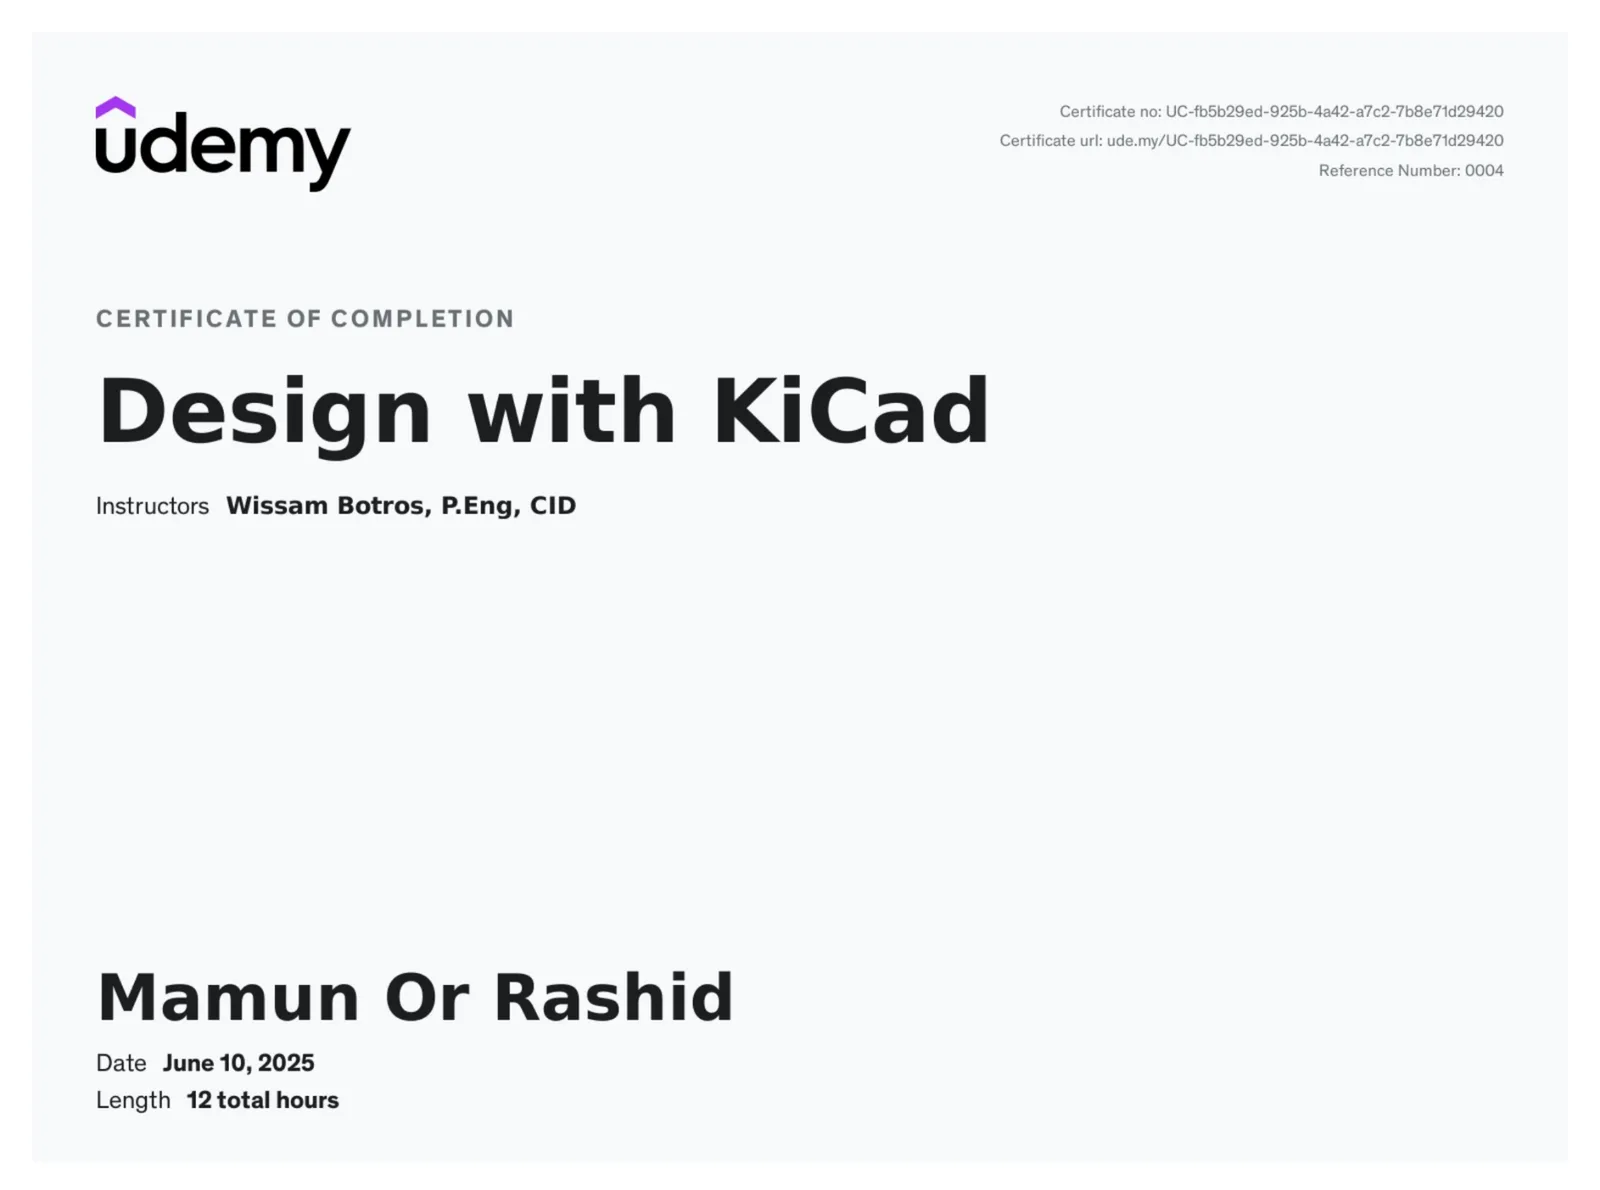 udemy
Certificate no: UC-fb5b29ed-925b-4a42-a7c2-7b8e71d29420
Certificate url: ude.my/UC-fb5b29ed-925b-4a42-a7c2-7b8e71d29420
Reference Number: 0004
CERTIFICATE OF COMPLETION
Design with KiCad
Instructors Wissam Botros, P.Eng, CID
Mamun Or Rashid
Date June 10, 2025
Length 12 total hours